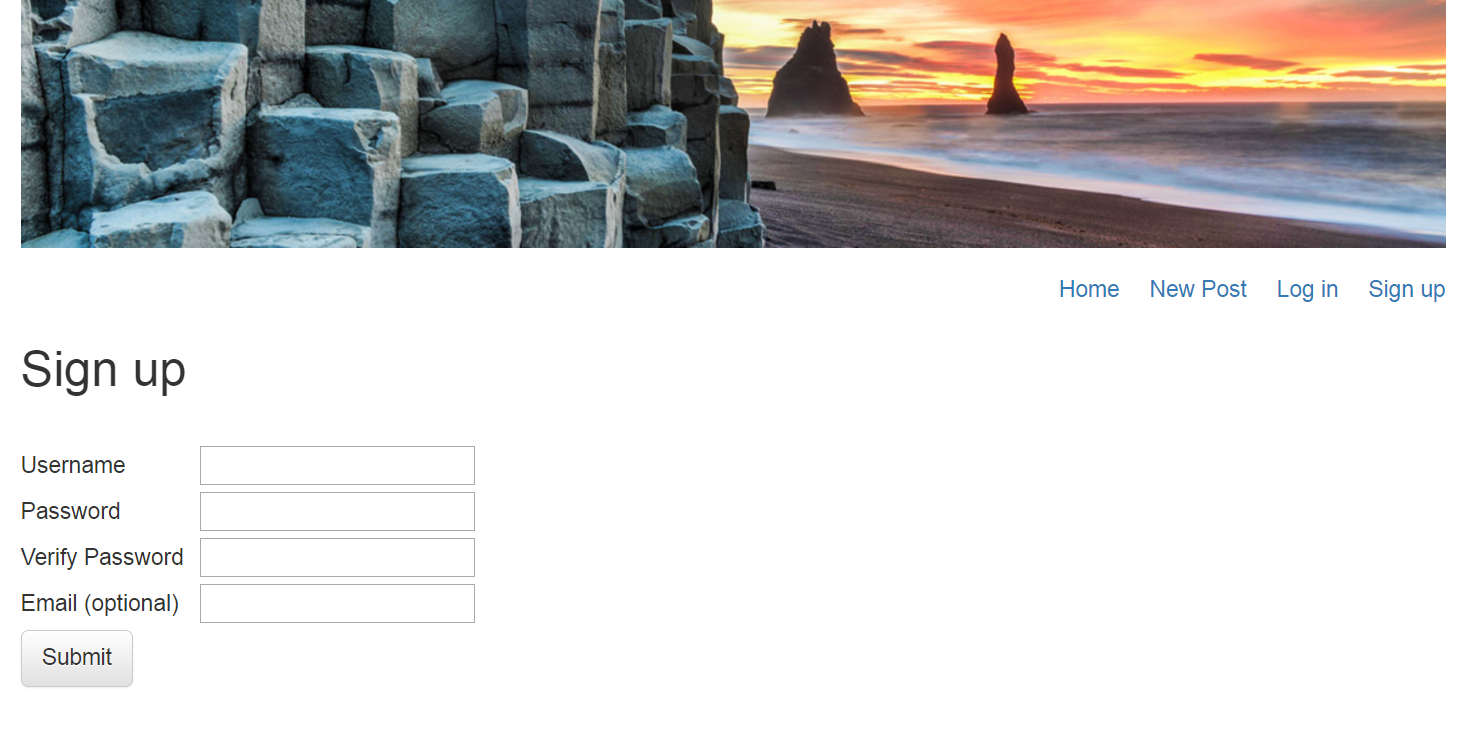 Home New Post Log in Sign up
Sign up
Username
Password
Verify Password
Email (optional)
Submit